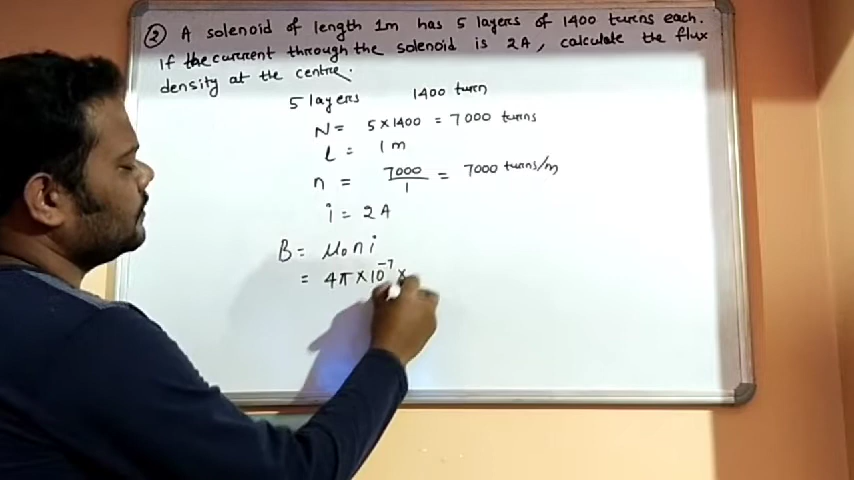 ② A solenoid of length 1m has 5 layers of 1400 turns each.
If the current through the solenoid is 2A, calculate the flux
density at the centre.
5 layers 1400 turn
N = 5 × 1400 = 7000 turns
l = 1 m
n = 7000/1 = 7000 turns/m
i = 2 A
B = μ₀ n i
= 4π × 10⁻⁷ ×